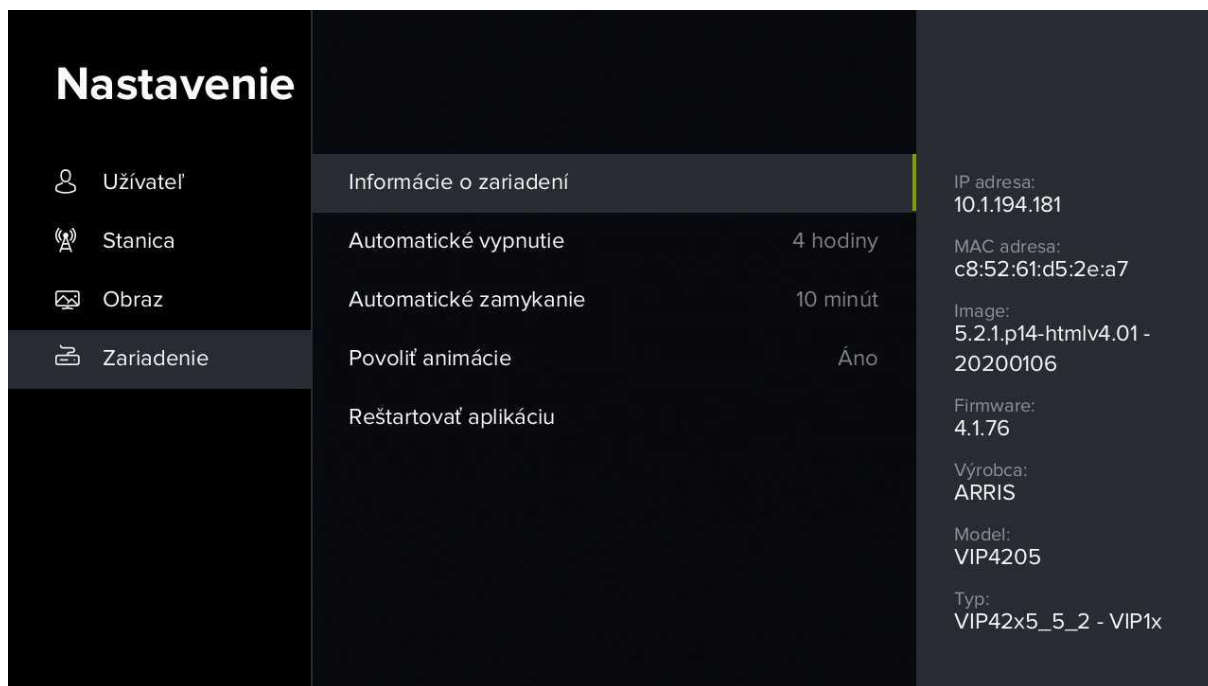 Nastavenie
Užívateľ
Stanica
Obraz
Zariadenie
Informácie o zariadení
Automatické vypnutie 4 hodiny
Automatické zamykanie 10 minút
Povoliť animácie Áno
Reštartovať aplikáciu
IP adresa:
10.1.194.181
MAC adresa:
c8:52:61:d5:2e:a7
Image:
5.2.1.p14-htmlv4.01 -
20200106
Firmware:
4.1.76
Výrobca:
ARRIS
Model:
VIP4205
Typ:
VIP42x5_5_2 - VIP1x